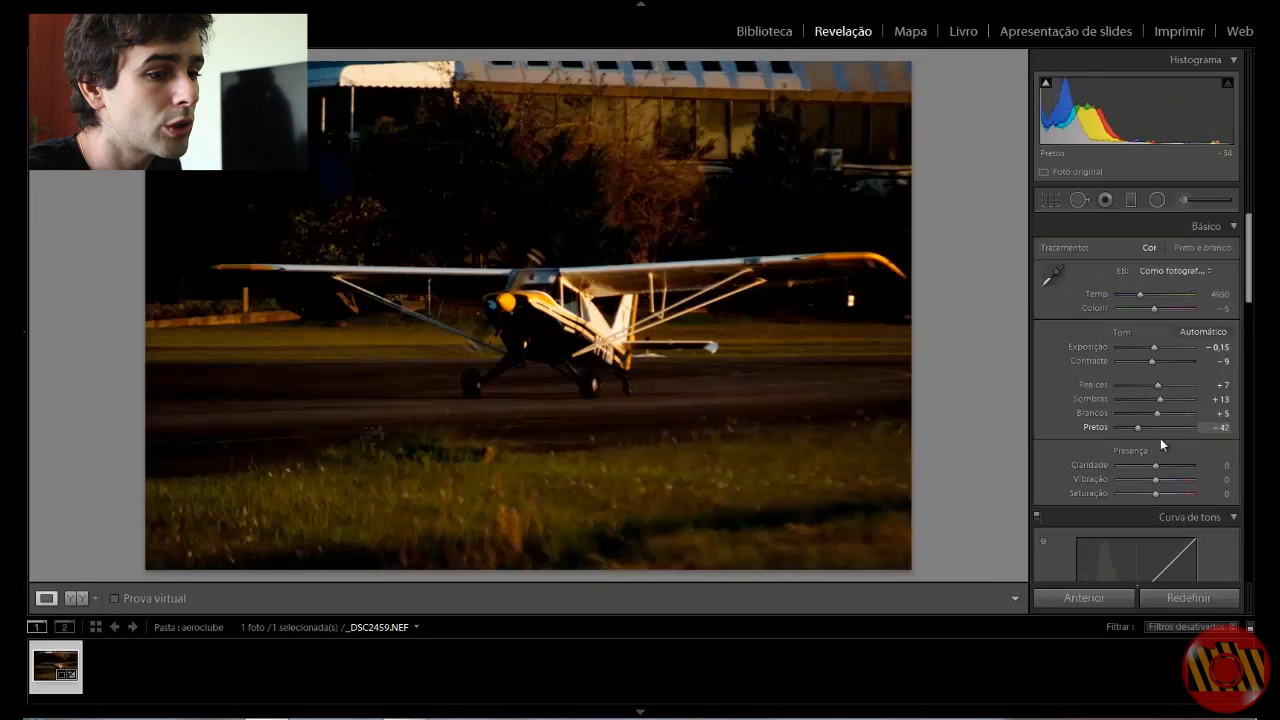 Biblioteca | Revelação | Mapa | Livro | Apresentação de slides | Imprimir | Web
Histograma
Pretos - 54
Foto original
Básico
Tratamento: Cor Preto e branco
EB: Como fotograf...
Temp 4950
Colorir - 5
Tom Automático
Exposição - 0,15
Contraste - 9
Realces + 7
Sombras + 13
Brancos + 5
Pretos - 47
Presença
Claridade 0
Vibração 0
Saturação 0
Curva de tons
Anterior Redefinir
Y Y Prova virtual
1 2 Pasta : aeroclube 1 foto /1 selecionada(s) /_DSC2459.NEF Filtrar : Filtros desativados